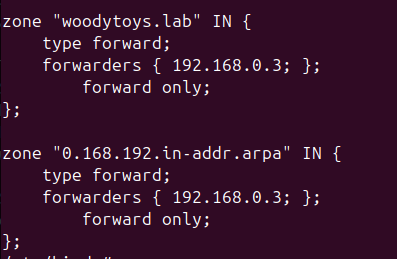 zone "woodytoys.lab" IN {
    type forward;
    forwarders { 192.168.0.3; };
        forward only;
};

zone "0.168.192.in-addr.arpa" IN {
    type forward;
    forwarders { 192.168.0.3; };
        forward only;
};